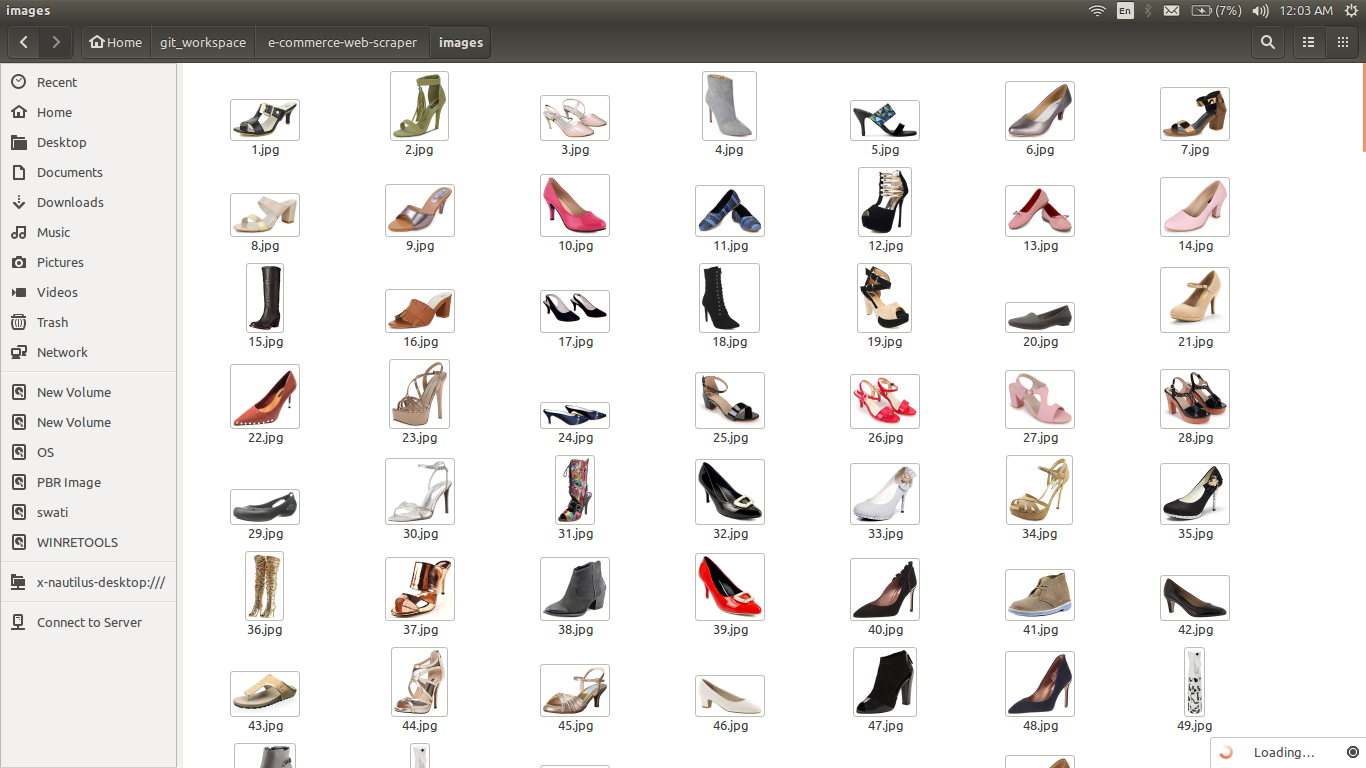 images
En
(7%)
12:03 AM
Home
git_workspace
e-commerce-web-scraper
images
Recent
Home
Desktop
Documents
Downloads
Music
Pictures
Videos
Trash
Network
New Volume
New Volume
OS
PBR Image
swati
WINRETOOLS
x-nautilus-desktop:///
Connect to Server
1.jpg 2.jpg 3.jpg 4.jpg 5.jpg 6.jpg 7.jpg
8.jpg 9.jpg 10.jpg 11.jpg 12.jpg 13.jpg 14.jpg
15.jpg 16.jpg 17.jpg 18.jpg 19.jpg 20.jpg 21.jpg
22.jpg 23.jpg 24.jpg 25.jpg 26.jpg 27.jpg 28.jpg
29.jpg 30.jpg 31.jpg 32.jpg 33.jpg 34.jpg 35.jpg
36.jpg 37.jpg 38.jpg 39.jpg 40.jpg 41.jpg 42.jpg
43.jpg 44.jpg 45.jpg 46.jpg 47.jpg 48.jpg 49.jpg
Loading...